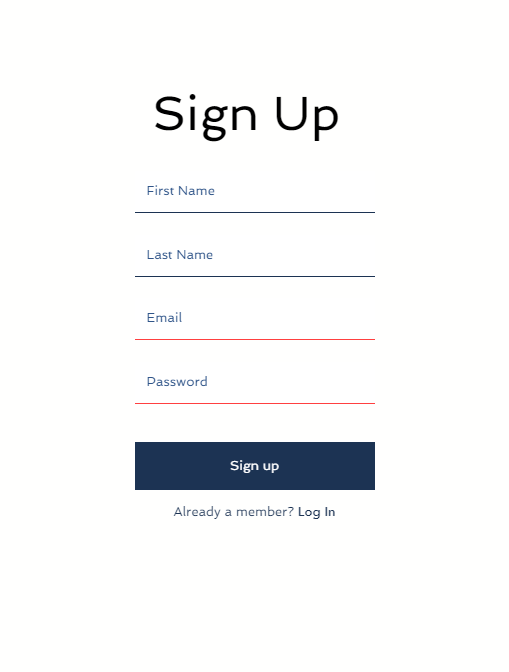 Sign Up
First Name
Last Name
Email
Password
Sign up
Already a member? Log In